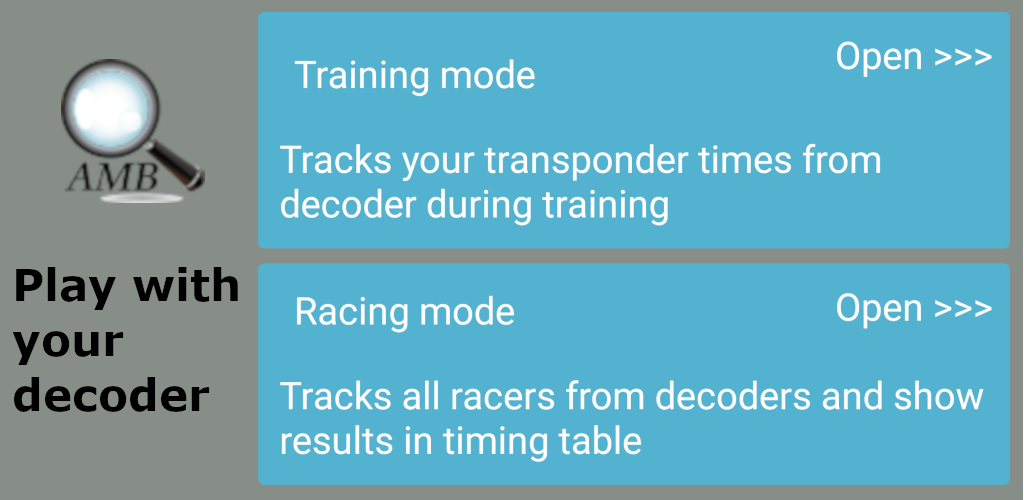 AMB
Play with
your
decoder
Training mode
Open >>>
Tracks your transponder times from
decoder during training
Racing mode
Open >>>
Tracks all racers from decoders and show
results in timing table